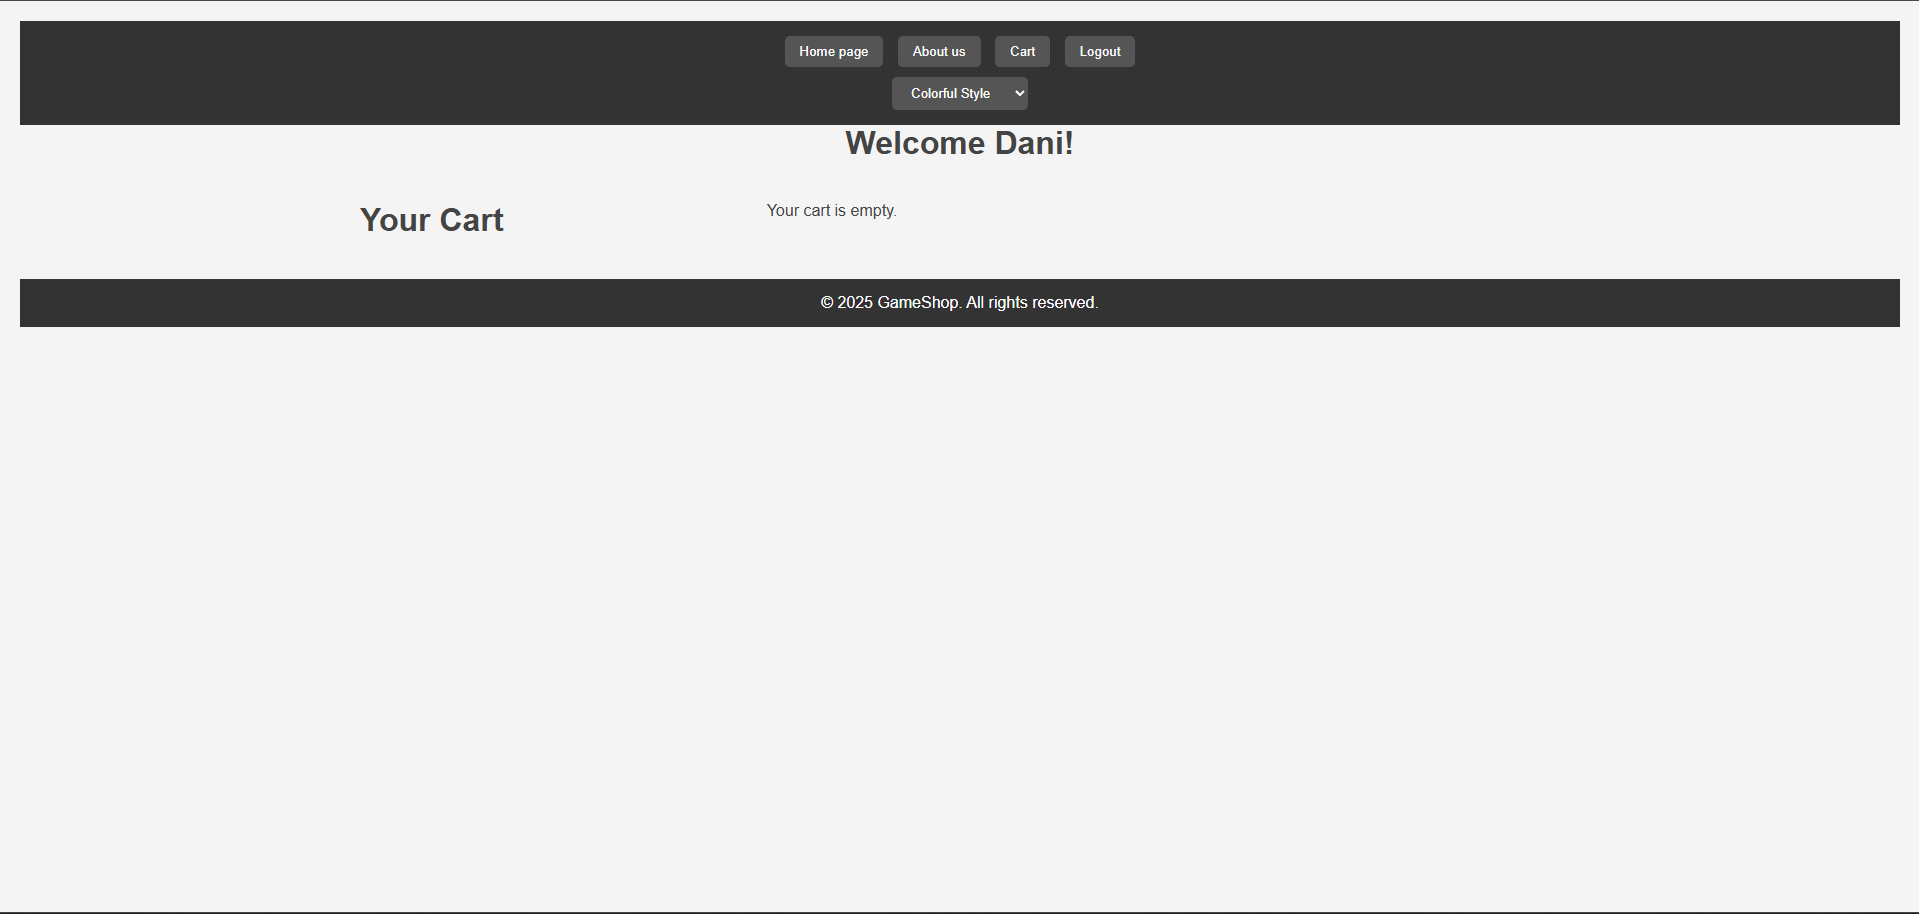 Home page About us Cart Logout
Colorful Style
Welcome Dani!
Your Cart
Your cart is empty.
© 2025 GameShop. All rights reserved.